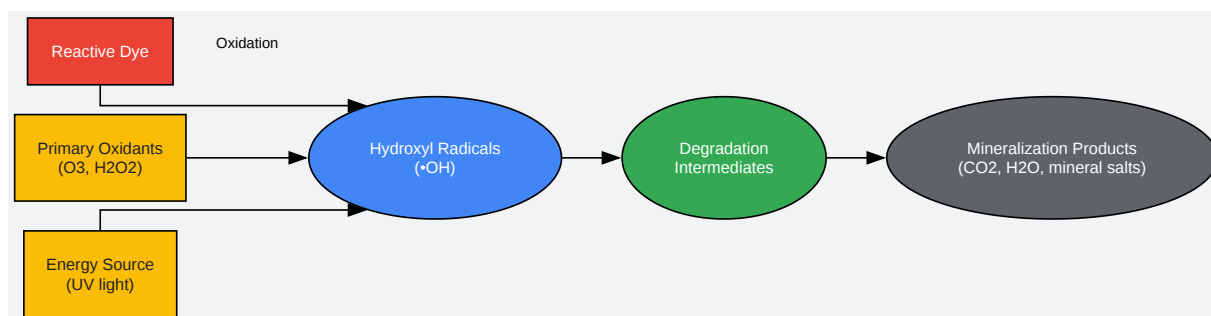 Reactive Dye
Oxidation
Primary Oxidants
(O3, H2O2)
Hydroxyl Radicals
(•OH)
Degradation
Intermediates
Mineralization Products
(CO2, H2O, mineral salts)
Energy Source
(UV light)